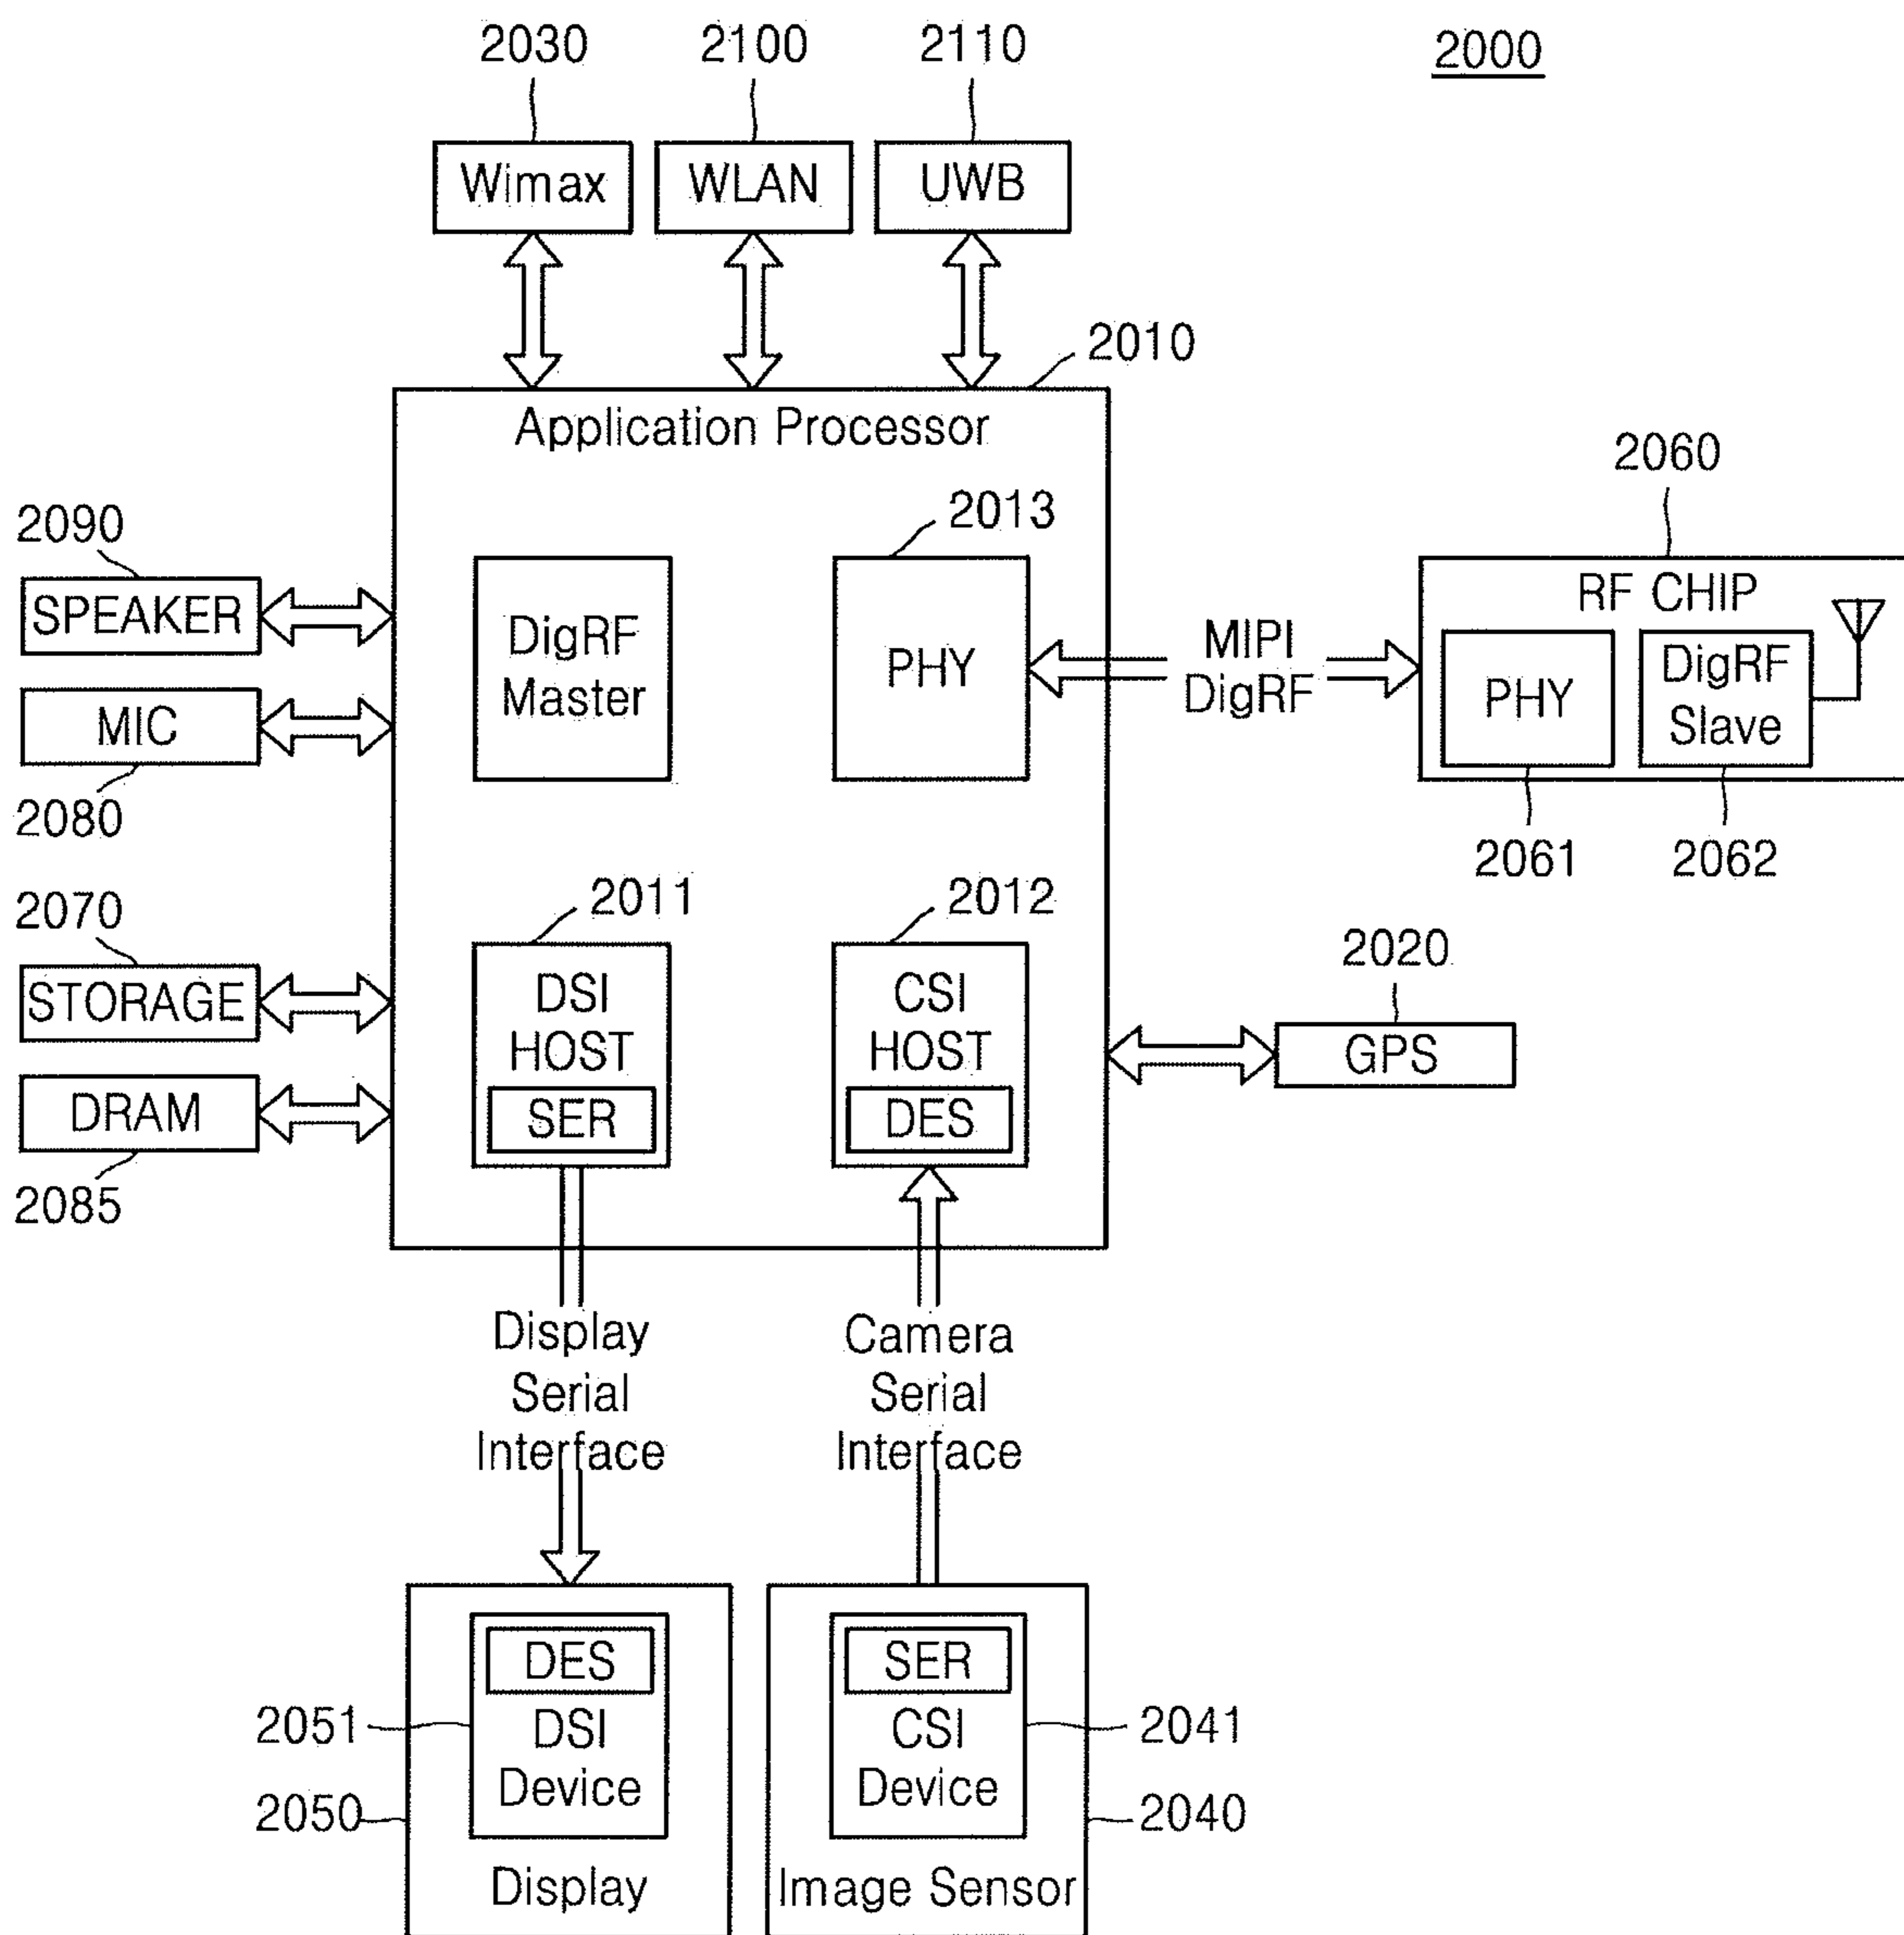 2030
2100
2110
2000
Wimax
WLAN
UWB
2010
Application Processor
2060
2090
2013
SPEAKER
DigRF
Master
PHY
MIPI
DigRF
RF CHIP
PHY
DigRF
Slave
MIC
2080
2061
2062
2070
2011
2012
2020
STORAGE
DSI
HOST
SER
CSI
HOST
DES
GPS
DRAM
2085
Display
Serial
Interface
Camera
Serial
Interface
DES
DSI
Device
SER
CSI
Device
2051
2041
2050
2040
Display
Image Sensor